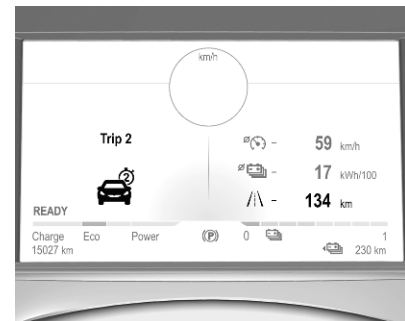 km/h
Trip 2
2
ø - 59 km/h
ø - 17 kWh/100
- 134 km
READY
Charge Eco Power (P) 0 1
15027 km 230 km